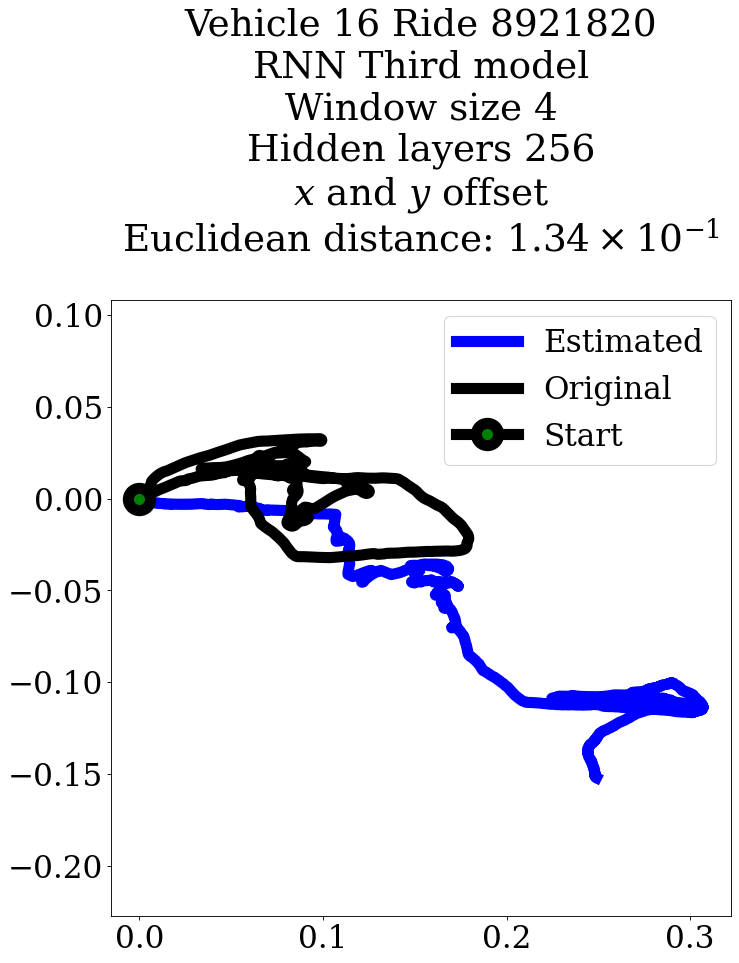 Vehicle 16 Ride 8921820
RNN Third model
Window size 4
Hidden layers 256
x and y offset
Euclidean distance: 1.34 × 10⁻¹
Estimated
Original
Start
0.10
0.05
0.00
−0.05
−0.10
−0.15
−0.20
0.0 0.1 0.2 0.3